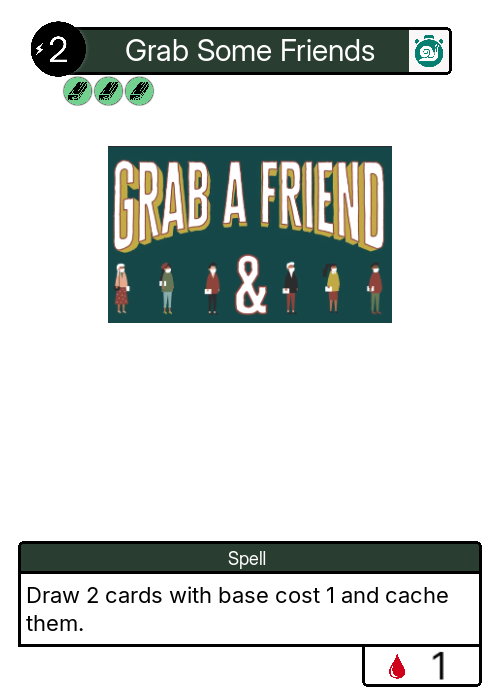 2 Grab Some Friends
GRAB A FRIEND
&
Spell
Draw 2 cards with base cost 1 and cache
them.
1